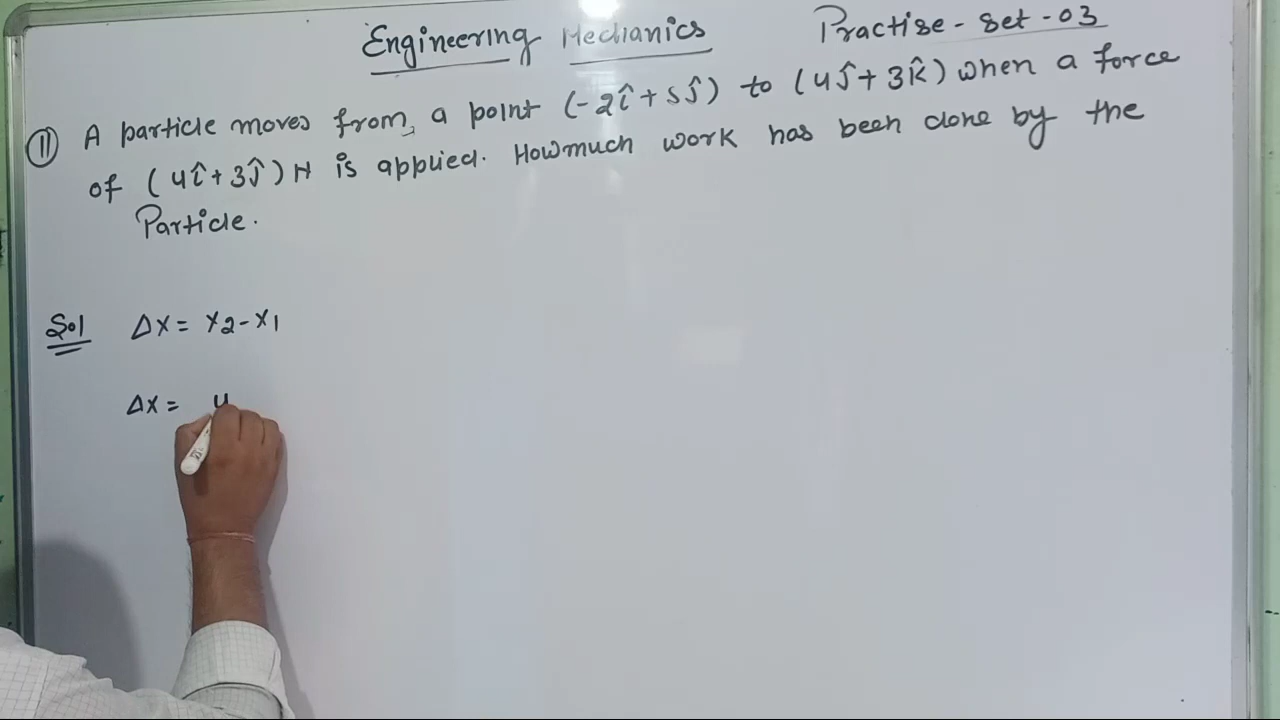 Engineering Mechanics
Practise - Set - 03
11 A particle moves from a point (-2î + 5ĵ) to (4ĵ + 3k̂) when a force
of (4î + 3ĵ) N is applied. Howmuch work has been done by the
Particle.
Sol Δx = x2 - x1
Δx = 4